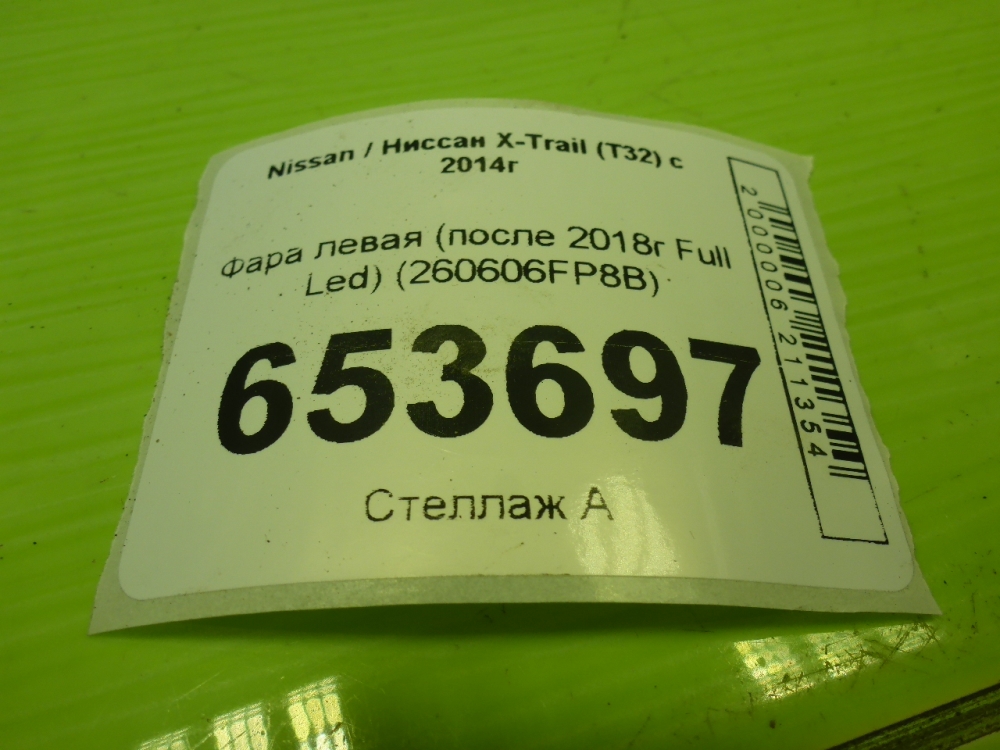 Nissan / Ниссан X-Trail (T32) с
2014г
Фара левая (после 2018г Full
Led) (260606FP8B)
653697
Стеллаж А
2000006211354